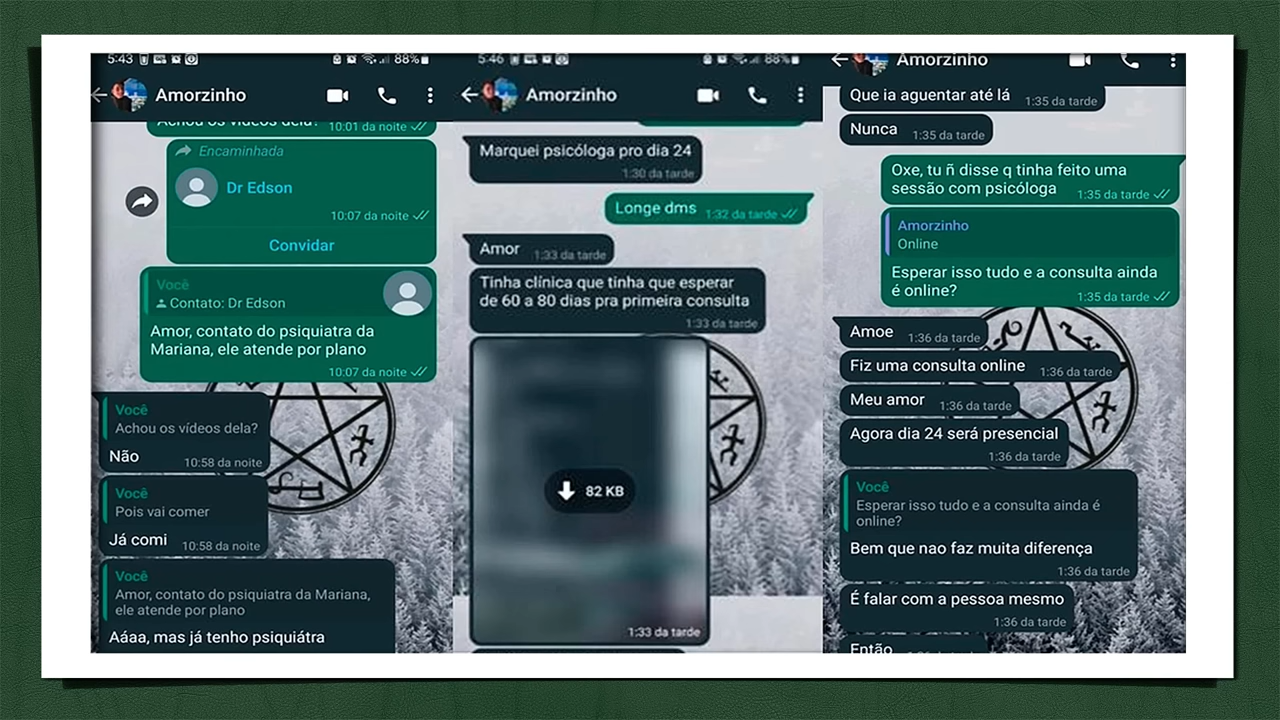 5:43
88%
Amorzinho
Achou os vídeos dela?
10:01 da noite
Encaminhada
Dr Edson
10:07 da noite
Convidar
Você
Contato: Dr Edson
Amor, contato do psiquiatra da
Mariana, ele atende por plano
10:07 da noite
Você
Achou os vídeos dela?
Não
10:58 da noite
Você
Pois vai comer
Já comi
10:58 da noite
Você
Amor, contato do psiquiatra da Mariana,
ele atende por plano
Aáaa, mas já tenho psiquiátra
5:46
88%
Amorzinho
Marquei psicóloga pro dia 24
1:30 da tarde
Longe dms
1:32 da tarde
Amor
1:33 da tarde
Tinha clínica que tinha que esperar
de 60 a 80 dias pra primeira consulta
1:33 da tarde
82 KB
1:33 da tarde
Amorzinho
Que ia aguentar até lá
1:35 da tarde
Nunca
1:35 da tarde
Oxe, tu ñ disse q tinha feito uma
sessão com psicóloga
1:35 da tarde
Amorzinho
Online
Esperar isso tudo e a consulta ainda
é online?
1:35 da tarde
Amoe
1:36 da tarde
Fiz uma consulta online
1:36 da tarde
Meu amor
1:36 da tarde
Agora dia 24 será presencial
1:36 da tarde
Você
Esperar isso tudo e a consulta ainda é
online?
Bem que nao faz muita diferença
1:36 da tarde
É falar com a pessoa mesmo
1:36 da tarde
Então